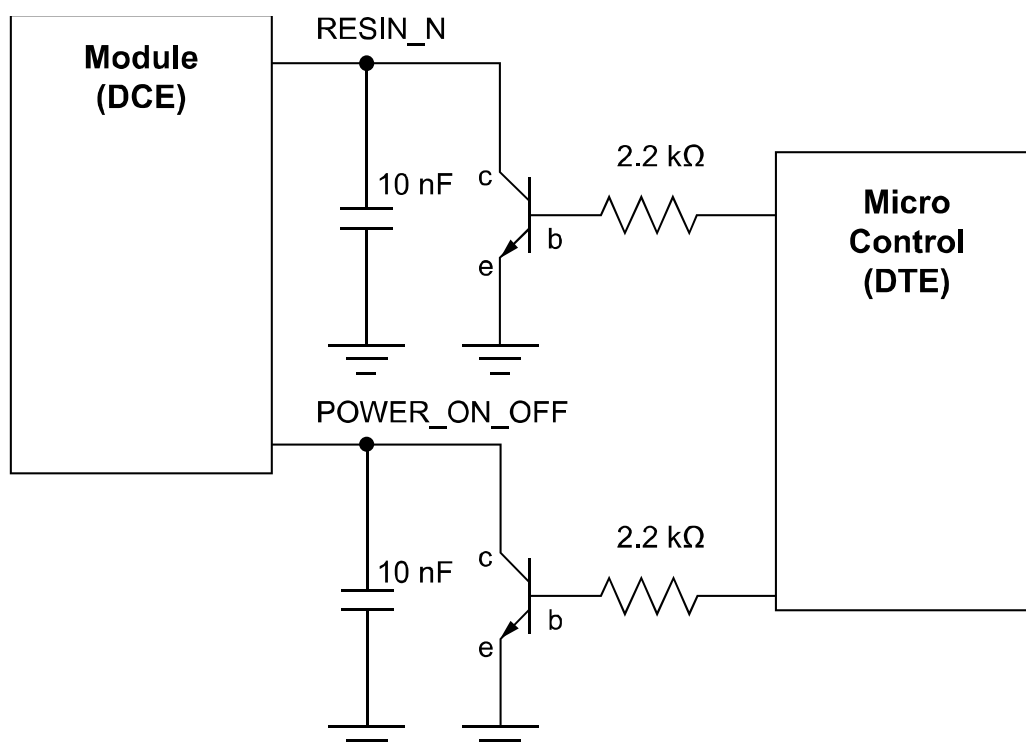 RESIN_N
Module
(DCE)
10 nF
c
b
e
2.2 kΩ
Micro
Control
(DTE)
POWER_ON_OFF
10 nF
c
b
e
2.2 kΩ